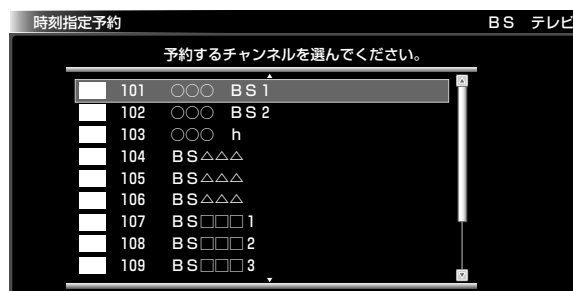 時刻指定予約
BS テレビ
予約するチャンネルを選んでください。
101 ○○○ BS1
102 ○○○ BS2
103 ○○○ h
104 BS△△△
105 BS△△△
106 BS△△△
107 BS□□□1
108 BS□□□2
109 BS□□□3